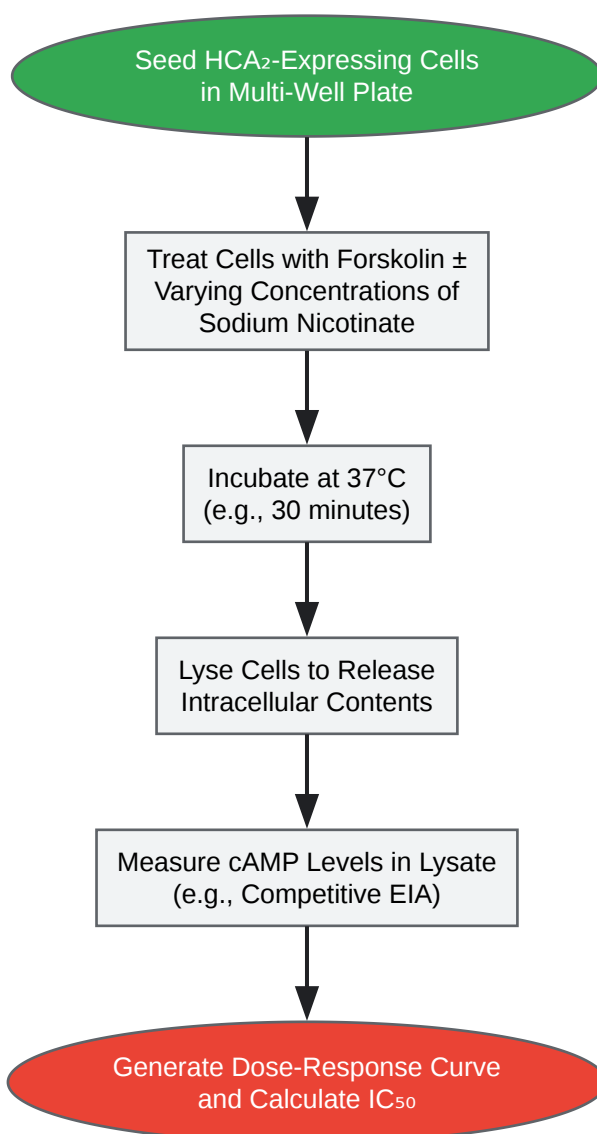 Seed HCA₂-Expressing Cells
in Multi-Well Plate
Treat Cells with Forskolin ±
Varying Concentrations of
Sodium Nicotinate
Incubate at 37°C
(e.g., 30 minutes)
Lyse Cells to Release
Intracellular Contents
Measure cAMP Levels in Lysate
(e.g., Competitive EIA)
Generate Dose-Response Curve
and Calculate IC₅₀